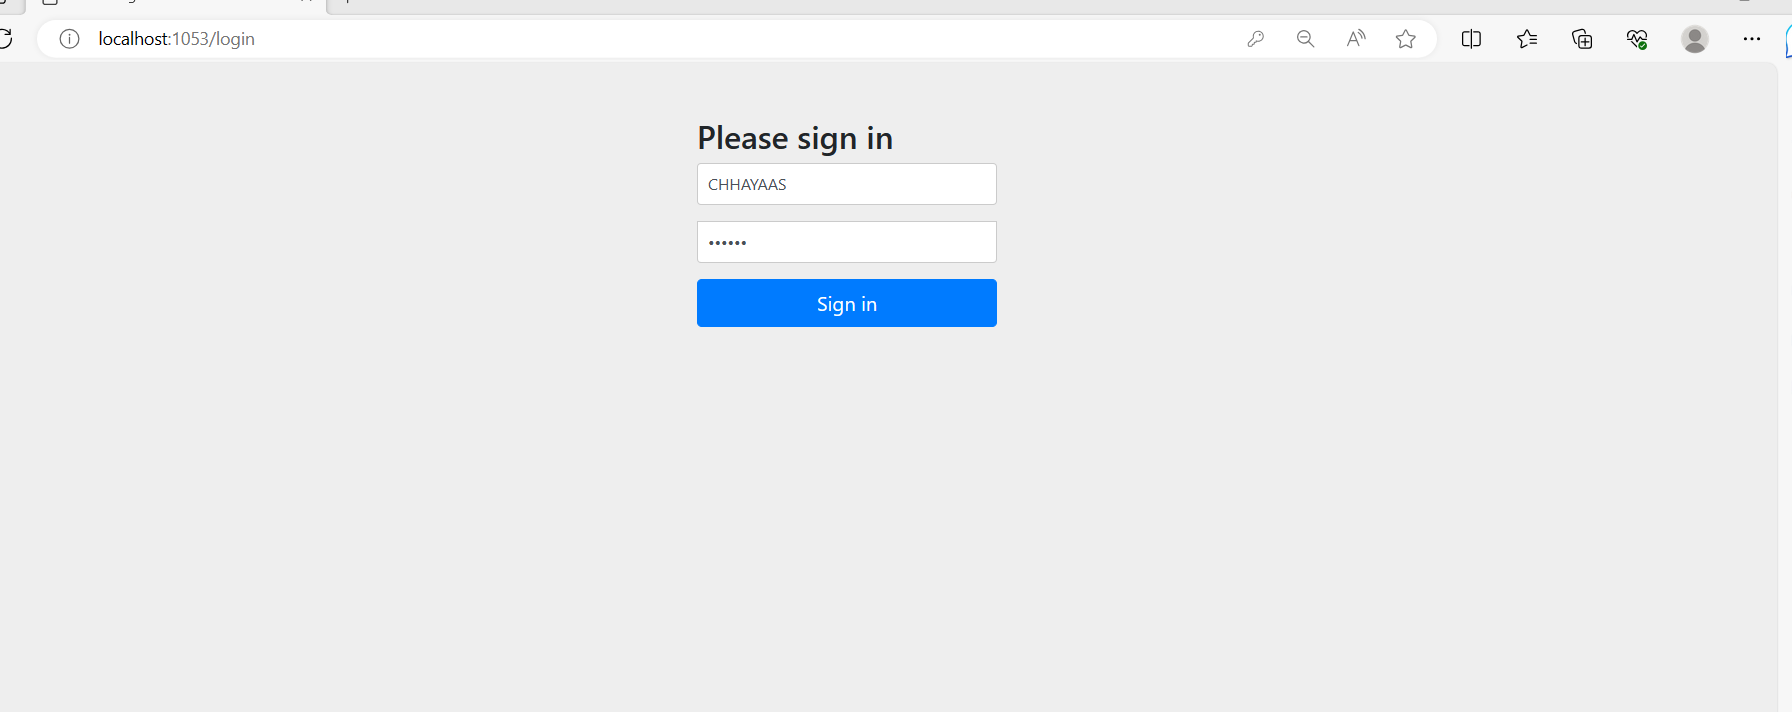 localhost:1053/login
Please sign in
CHHAYAAS
••••••
Sign in